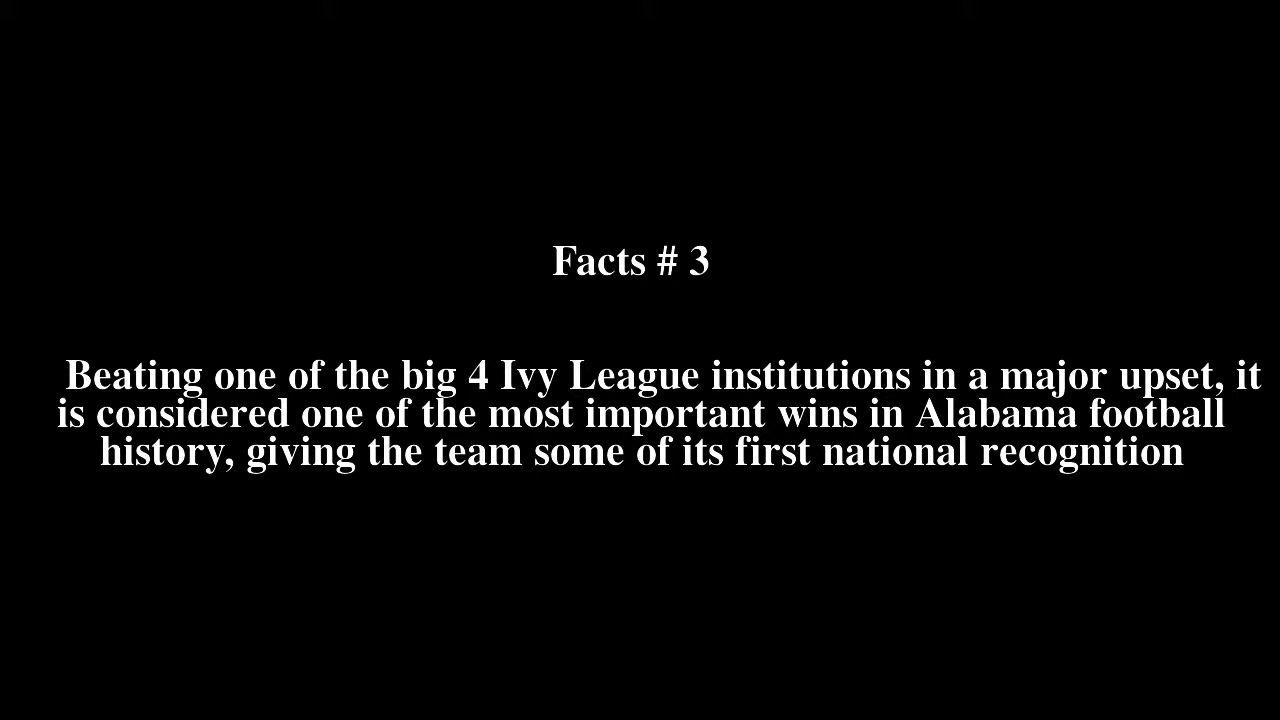 Facts # 3
Beating one of the big 4 Ivy League institutions in a major upset, it
is considered one of the most important wins in Alabama football
history, giving the team some of its first national recognition